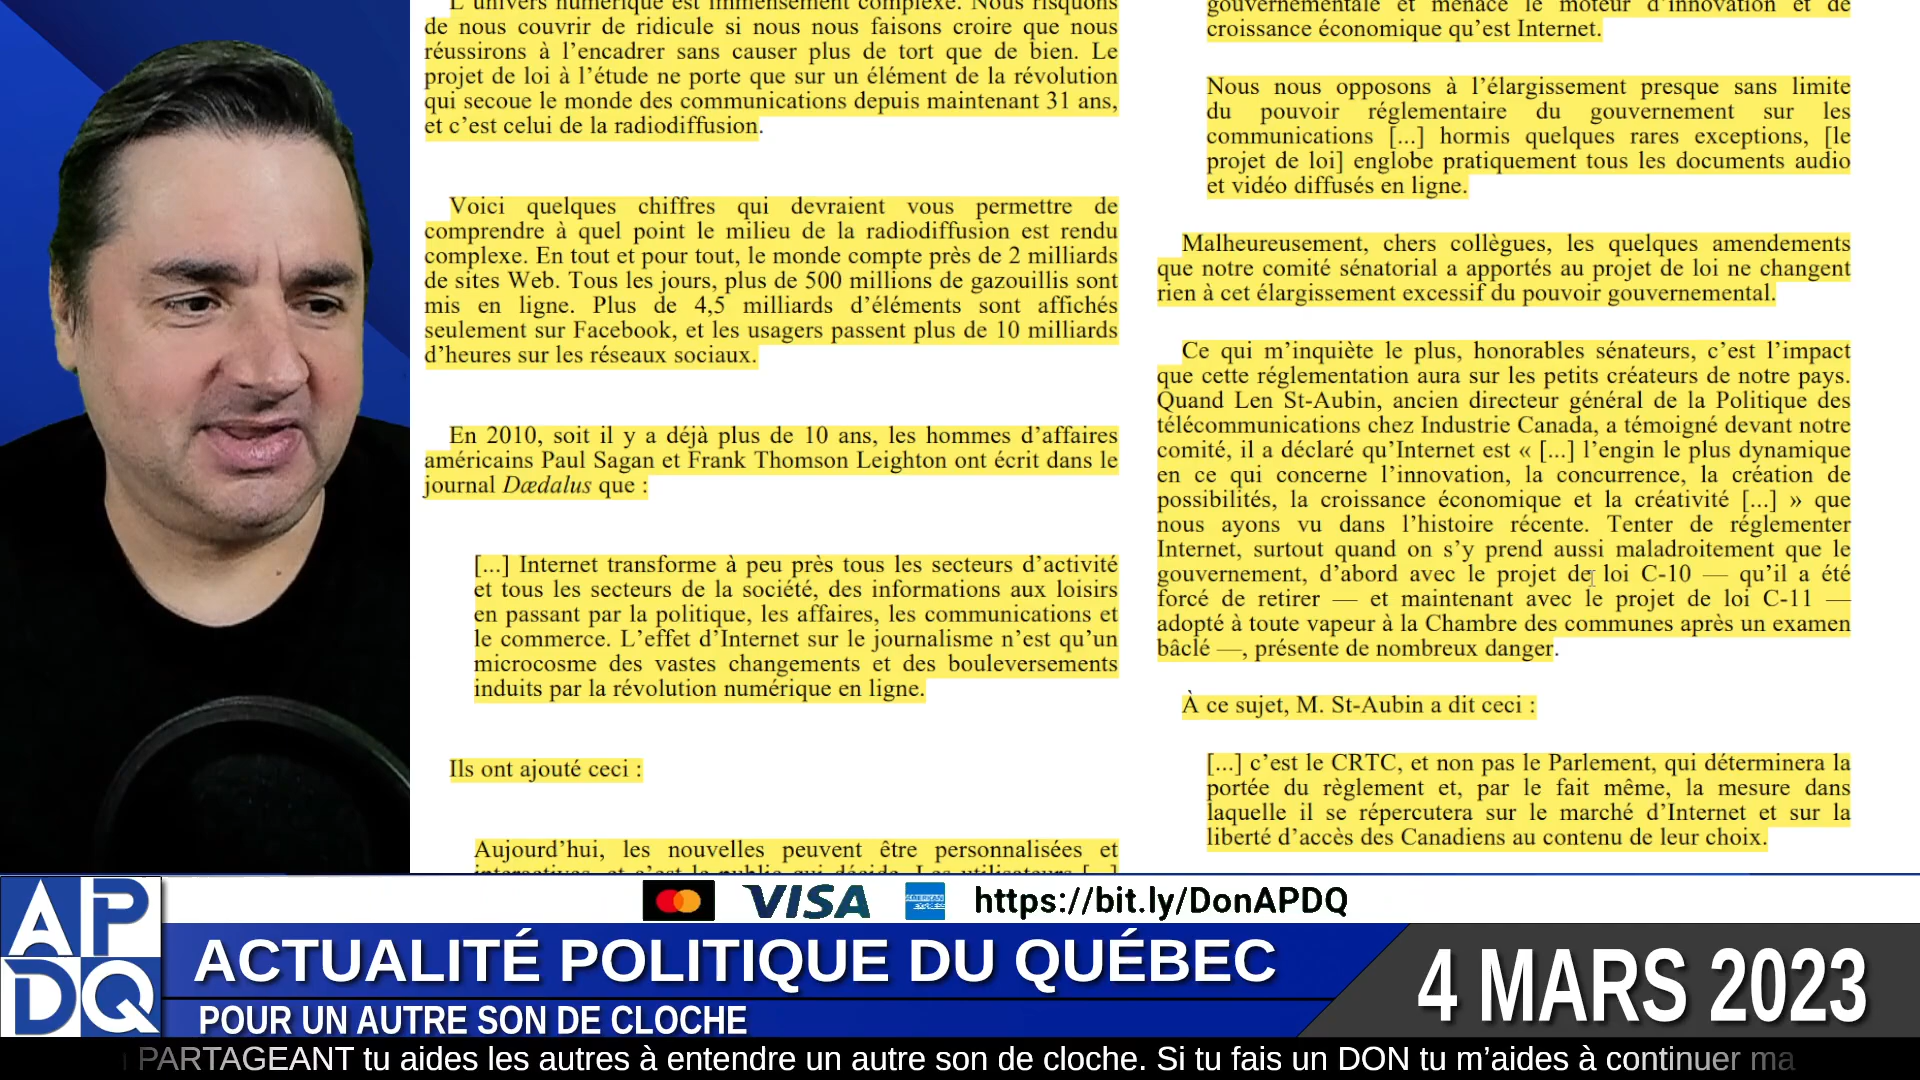 L'univers numérique est immensément complexe. Nous risquons
de nous couvrir de ridicule si nous nous faisons croire que nous
réussirons à l'encadrer sans causer plus de tort que de bien. Le
projet de loi à l'étude ne porte que sur un élément de la révolution
qui secoue le monde des communications depuis maintenant 31 ans,
et c'est celui de la radiodiffusion.
Voici quelques chiffres qui devraient vous permettre de
comprendre à quel point le milieu de la radiodiffusion est rendu
complexe. En tout et pour tout, le monde compte près de 2 milliards
de sites Web. Tous les jours, plus de 500 millions de gazouillis sont
mis en ligne. Plus de 4,5 milliards d'éléments sont affichés
seulement sur Facebook, et les usagers passent plus de 10 milliards
d'heures sur les réseaux sociaux.
En 2010, soit il y a déjà plus de 10 ans, les hommes d'affaires
américains Paul Sagan et Frank Thomson Leighton ont écrit dans le
journal Dædalus que :
[...] Internet transforme à peu près tous les secteurs d'activité
et tous les secteurs de la société, des informations aux loisirs
en passant par la politique, les affaires, les communications et
le commerce. L'effet d'Internet sur le journalisme n'est qu'un
microcosme des vastes changements et des bouleversements
induits par la révolution numérique en ligne.
Ils ont ajouté ceci :
Aujourd'hui, les nouvelles peuvent être personnalisées et
interactives, et c'est le public qui décide. Les utilisateurs [...]
gouvernementale et menace le moteur d'innovation et de
croissance économique qu'est Internet.
Nous nous opposons à l'élargissement presque sans limite
du pouvoir réglementaire du gouvernement sur les
communications [...] hormis quelques rares exceptions, [le
projet de loi] englobe pratiquement tous les documents audio
et vidéo diffusés en ligne.
Malheureusement, chers collègues, les quelques amendements
que notre comité sénatorial a apportés au projet de loi ne changent
rien à cet élargissement excessif du pouvoir gouvernemental.
Ce qui m'inquiète le plus, honorables sénateurs, c'est l'impact
que cette réglementation aura sur les petits créateurs de notre pays.
Quand Len St-Aubin, ancien directeur général de la Politique des
télécommunications chez Industrie Canada, a témoigné devant notre
comité, il a déclaré qu'Internet est « [...] l'engin le plus dynamique
en ce qui concerne l'innovation, la concurrence, la création de
possibilités, la croissance économique et la créativité [...] » que
nous ayons vu dans l'histoire récente. Tenter de réglementer
Internet, surtout quand on s'y prend aussi maladroitement que le
gouvernement, d'abord avec le projet de loi C-10 — qu'il a été
forcé de retirer — et maintenant avec le projet de loi C-11 —
adopté à toute vapeur à la Chambre des communes après un examen
bâclé —, présente de nombreux danger.
À ce sujet, M. St-Aubin a dit ceci :
[...] c'est le CRTC, et non pas le Parlement, qui déterminera la
portée du règlement et, par le fait même, la mesure dans
laquelle il se répercutera sur le marché d'Internet et sur la
liberté d'accès des Canadiens au contenu de leur choix.
VISA
https://bit.ly/DonAPDQ
APDQ
ACTUALITÉ POLITIQUE DU QUÉBEC
POUR UN AUTRE SON DE CLOCHE
4 MARS 2023
PARTAGEANT tu aides les autres à entendre un autre son de cloche. Si tu fais un DON tu m'aides à continuer ma